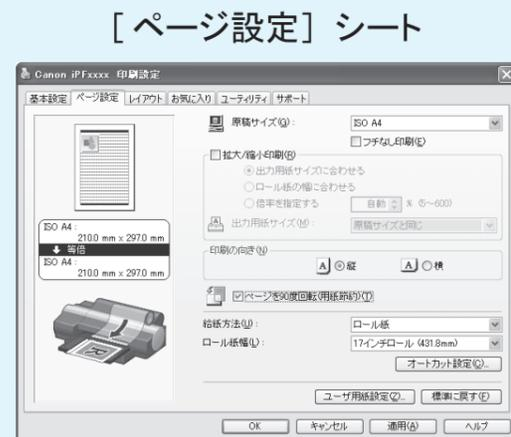 ［ページ設定］シート
Canon iPFxxxx 印刷設定
基本設定 ページ設定 レイアウト お気に入り ユーティリティ サポート
原稿サイズ(Q): ISO A4
フチなし印刷(E)
拡大/縮小印刷(R)
出力用紙サイズに合わせる
ロール紙の幅に合わせる
倍率を指定する 自動 % (5～600)
出力用紙サイズ(M): 原稿サイズと同じ
ISO A4 :
210.0 mm x 297.0 mm
等倍
ISO A4 :
210.0 mm x 297.0 mm
印刷の向き(N)
A 縦 A 横
ページを90度回転(用紙節約)(T)
給紙方法(U): ロール紙
ロール紙幅(L): 17インチロール (431.8mm)
オートカット設定(C)...
ユーザ用紙設定(Z)... 標準に戻す(F)
OK キャンセル 適用(A) ヘルプ